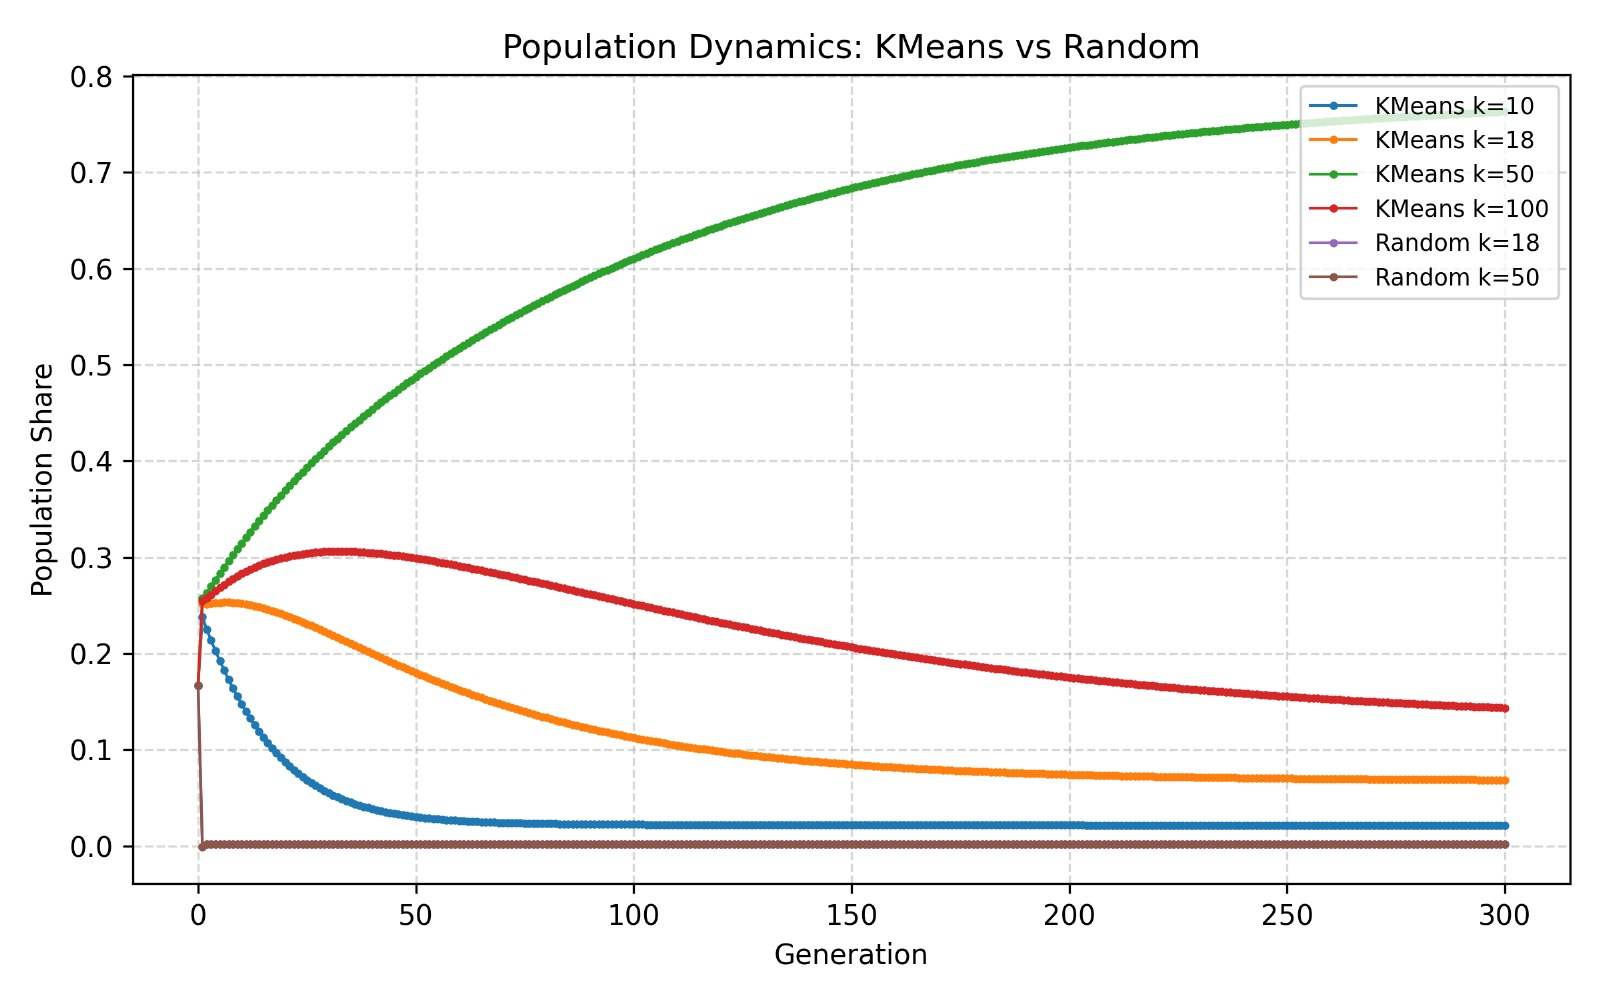 Population Dynamics: KMeans vs Random
0.8
0.7
0.6
0.5
0.4
0.3
0.2
0.1
0.0
Population Share
KMeans k=10
KMeans k=18
KMeans k=50
KMeans k=100
Random k=18
Random k=50
0 50 100 150 200 250 300
Generation